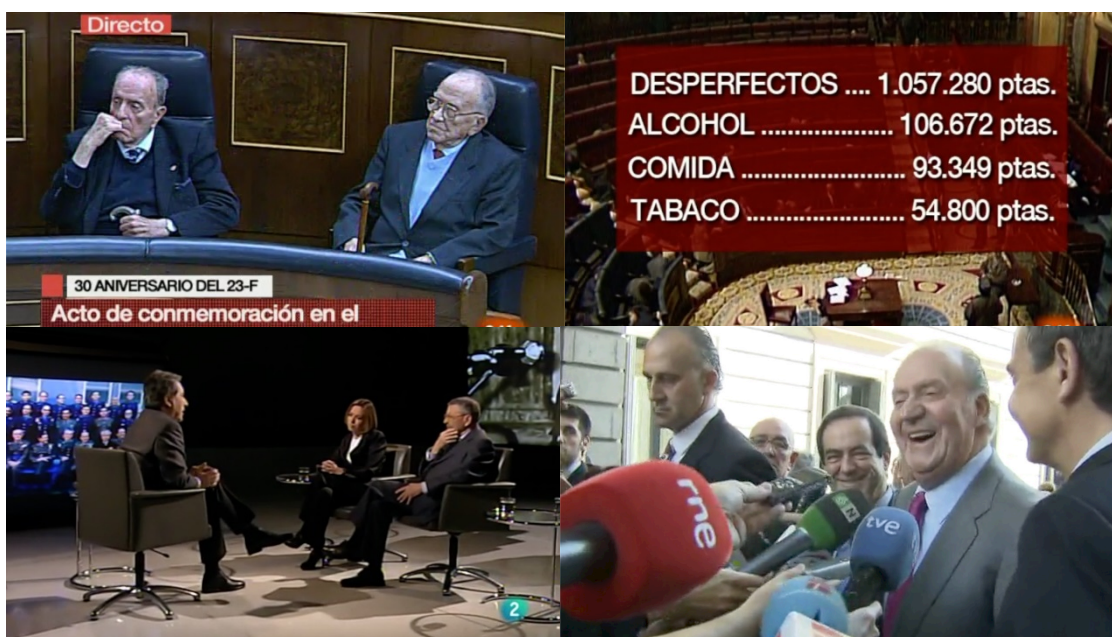 Directo
30 ANIVERSARIO DEL 23-F
Acto de conmemoración en el
DESPERFECTOS .... 1.057.280 ptas.
ALCOHOL .................... 106.672 ptas.
COMIDA ......................... 93.349 ptas.
TABACO ........................ 54.800 ptas.
2
rne
N
tve